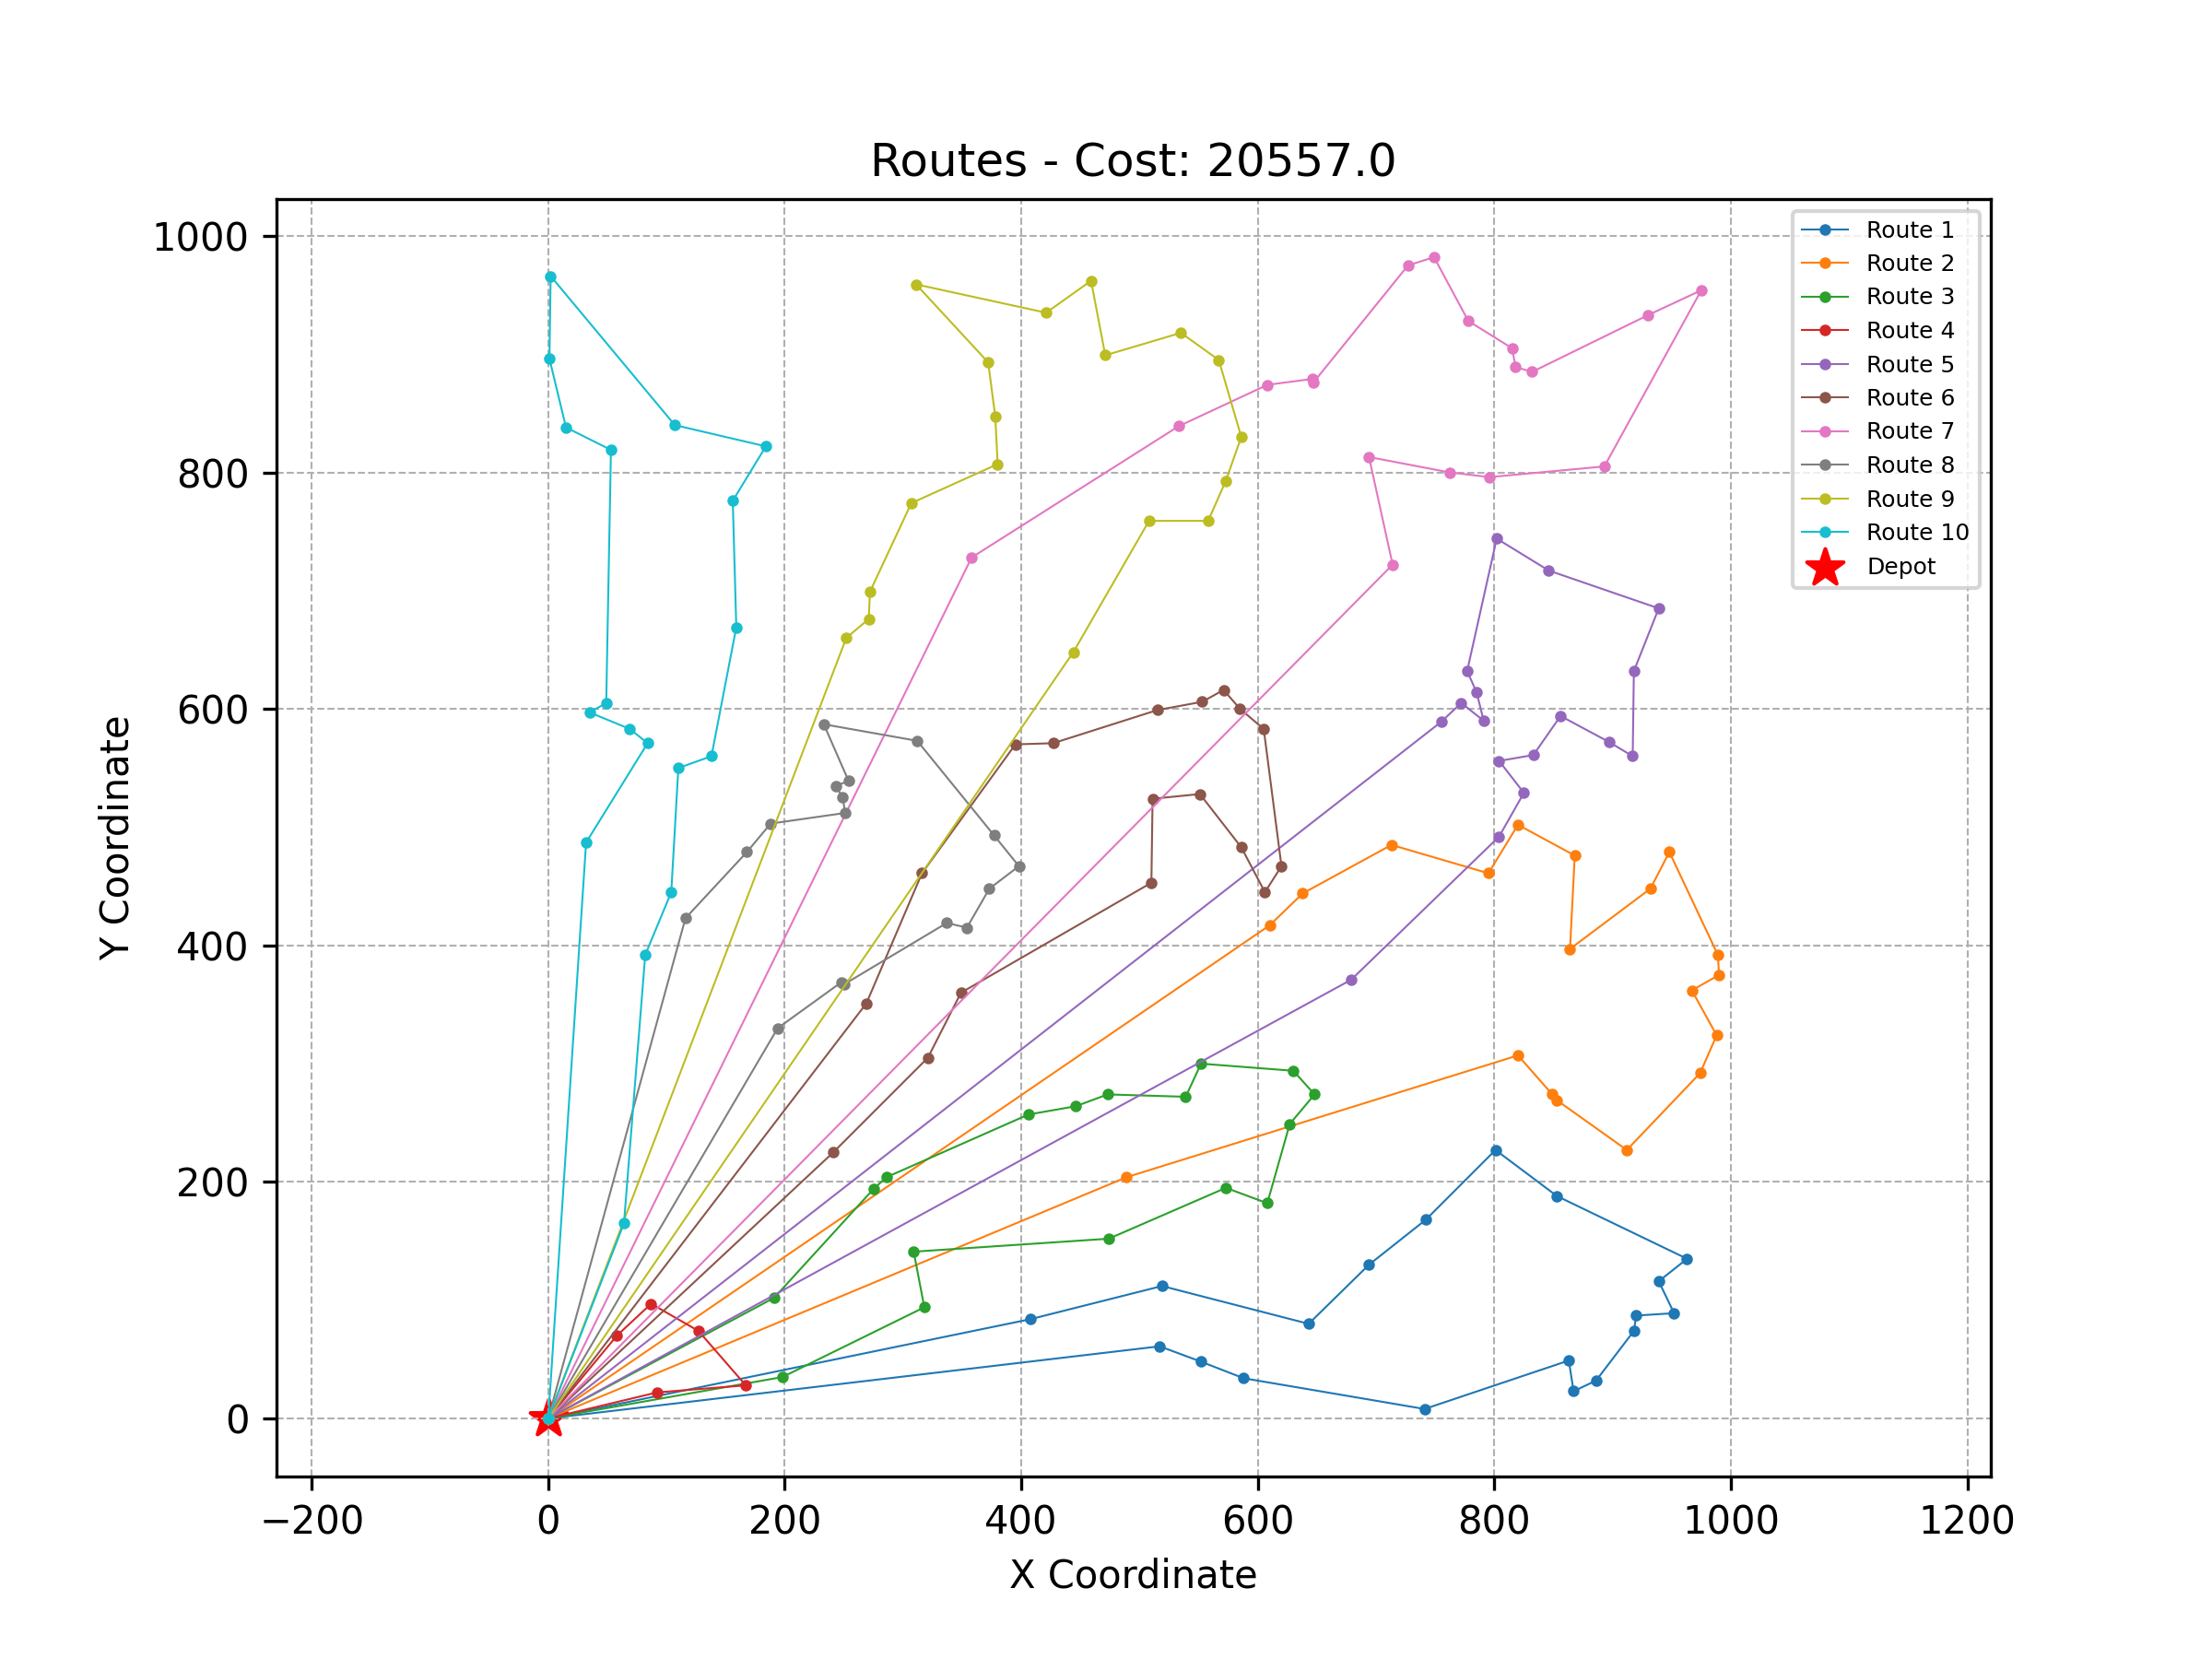 Routes - Cost: 20557.0
1000
800
600
400
200
0
Y Coordinate
−200 0 200 400 600 800 1000 1200
X Coordinate
Route 1
Route 2
Route 3
Route 4
Route 5
Route 6
Route 7
Route 8
Route 9
Route 10
Depot